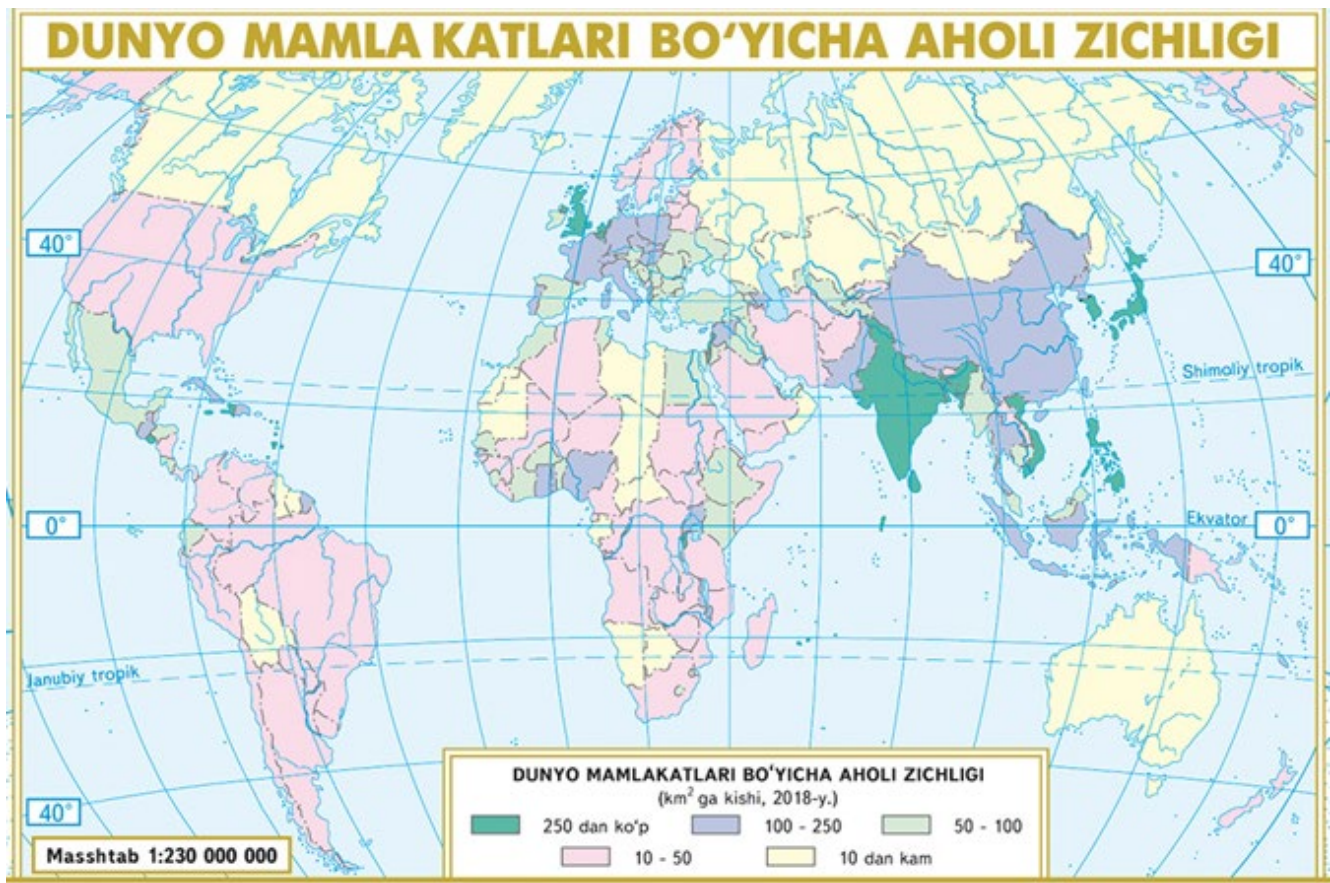 DUNYO MAMLA KATLARI BO‘YICHA AHOLI ZICHLIGI
40°
40°
Shimoliy tropik
0°
Ekvator
0°
Janubiy tropik
40°
Masshtab 1:230 000 000
DUNYO MAMLAKATLARI BO‘YICHA AHOLI ZICHLIGI
(km² ga kishi, 2018-y.)
250 dan ko‘p
100 - 250
50 - 100
10 - 50
10 dan kam